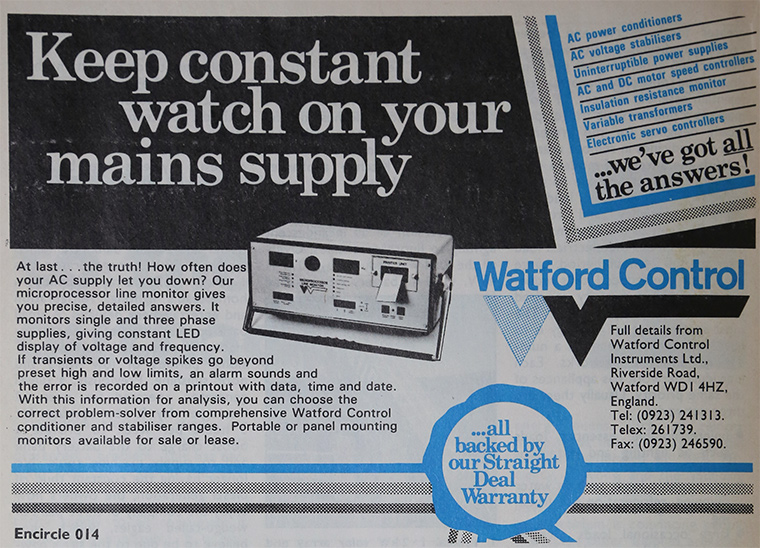 Keep constant
watch on your
mains supply
AC power conditioners
AC voltage stabilisers
Uninterruptible power supplies
AC and DC motor speed controllers
Insulation resistance monitor
Variable transformers
Electronic servo controllers
...we've got all
the answers!
At last...the truth! How often does
your AC supply let you down? Our
microprocessor line monitor gives
you precise, detailed answers. It
monitors single and three phase
supplies, giving constant LED
display of voltage and frequency.
If transients or voltage spikes go beyond
preset high and low limits, an alarm sounds and
the error is recorded on a printout with data, time and date.
With this information for analysis, you can choose the
correct problem-solver from comprehensive Watford Control
conditioner and stabiliser ranges. Portable or panel mounting
monitors available for sale or lease.
PRINTER UNIT
Watford Control
Full details from
Watford Control
Instruments Ltd.,
Riverside Road,
Watford WD1 4HZ,
England.
Tel: (0923) 241313.
Telex: 261739.
Fax: (0923) 246590.
...all
backed by
our Straight
Deal
Warranty
Encircle 014